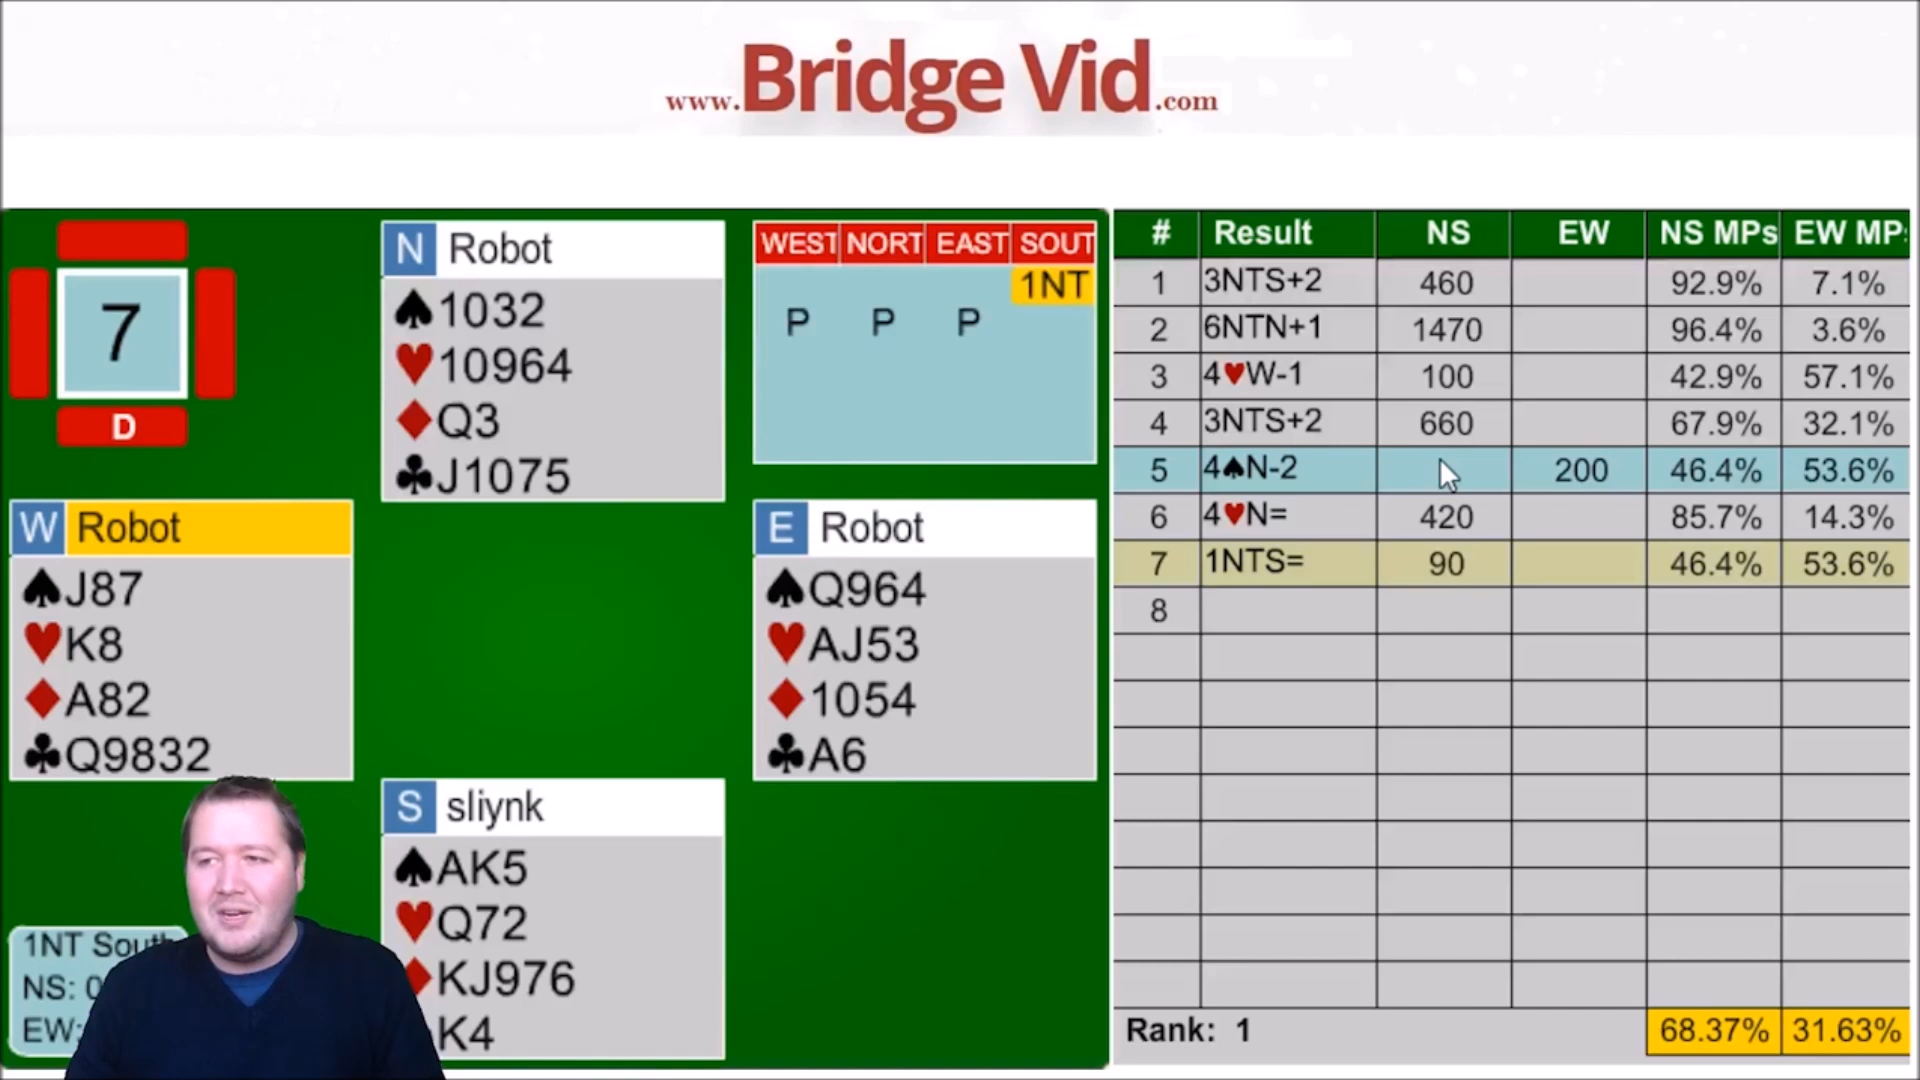 www.Bridge Vid.com
7
D
N Robot
♠1032
♥10964
♦Q3
♣J1075
WEST NORT EAST SOUT
1NT
P P P
W Robot
♠J87
♥K8
♦A82
♣Q9832
E Robot
♠Q964
♥AJ53
♦1054
♣A6
S sliynk
♠AK5
♥Q72
♦KJ976
K4
1NT South
NS: 0
EW:
# Result NS EW NS MPs EW MPs
1 3NTS+2 460 92.9% 7.1%
2 6NTN+1 1470 96.4% 3.6%
3 4♥W-1 100 42.9% 57.1%
4 3NTS+2 660 67.9% 32.1%
5 4♠N-2 200 46.4% 53.6%
6 4♥N= 420 85.7% 14.3%
7 1NTS= 90 46.4% 53.6%
8
Rank: 1 68.37% 31.63%